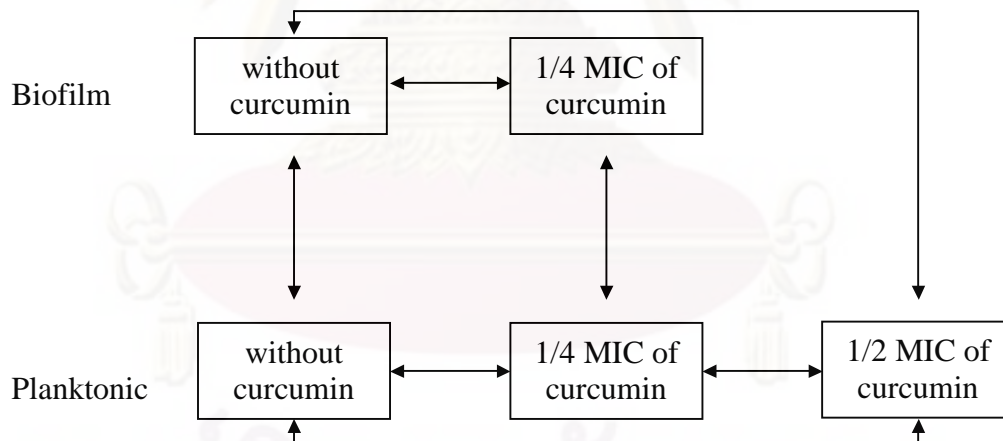 Biofilm
without
curcumin
1/4 MIC of
curcumin
Planktonic
without
curcumin
1/4 MIC of
curcumin
1/2 MIC of
curcumin